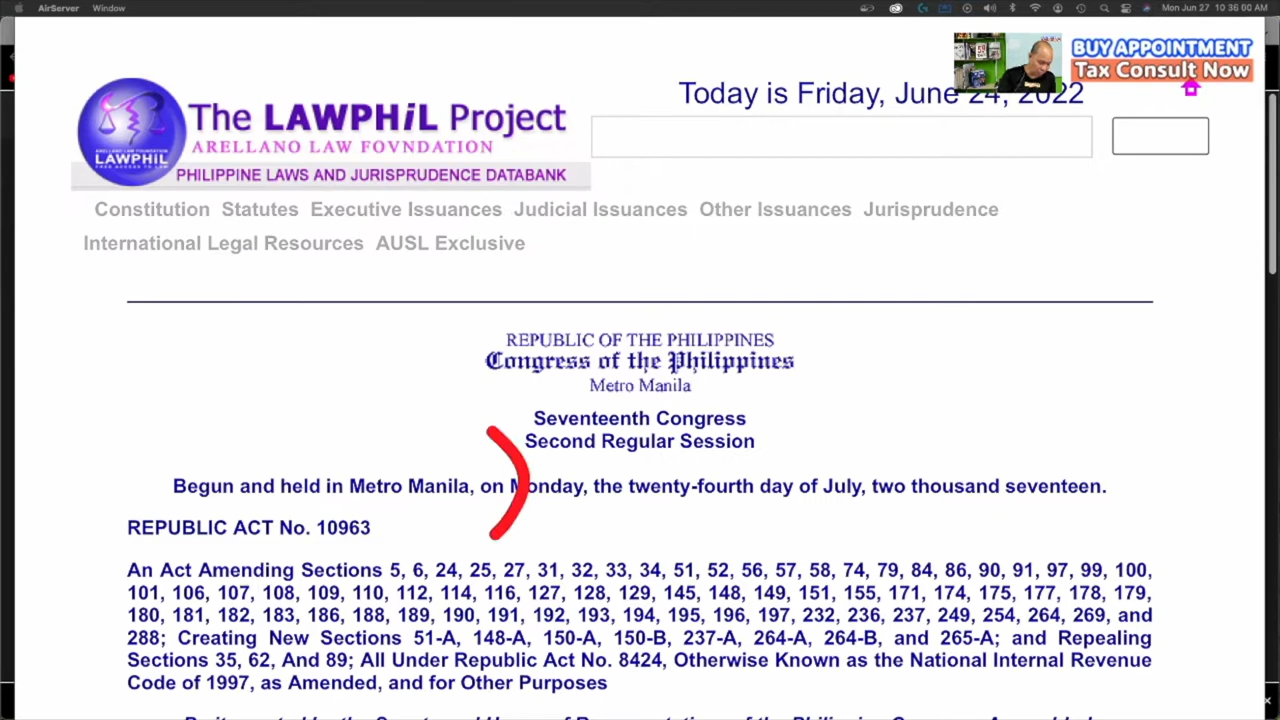 AirServer Window
Mon Jun 27 10:36:00 AM
BUY APPOINTMENT
Tax Consult Now
Today is Friday, June 24, 2022
The LAWPHiL Project
ARELLANO LAW FOVNDATION
LAWPHIL
PHILIPPINE LAWS AND JURISPRUDENCE DATABANK
Constitution Statutes Executive Issuances Judicial Issuances Other Issuances Jurisprudence
International Legal Resources AUSL Exclusive
REPUBLIC OF THE PHILIPPINES
Congress of the Philippines
Metro Manila
Seventeenth Congress
Second Regular Session
Begun and held in Metro Manila, on Monday, the twenty-fourth day of July, two thousand seventeen.
REPUBLIC ACT No. 10963
An Act Amending Sections 5, 6, 24, 25, 27, 31, 32, 33, 34, 51, 52, 56, 57, 58, 74, 79, 84, 86, 90, 91, 97, 99, 100,
101, 106, 107, 108, 109, 110, 112, 114, 116, 127, 128, 129, 145, 148, 149, 151, 155, 171, 174, 175, 177, 178, 179,
180, 181, 182, 183, 186, 188, 189, 190, 191, 192, 193, 194, 195, 196, 197, 232, 236, 237, 249, 254, 264, 269, and
288; Creating New Sections 51-A, 148-A, 150-A, 150-B, 237-A, 264-A, 264-B, and 265-A; and Repealing
Sections 35, 62, And 89; All Under Republic Act No. 8424, Otherwise Known as the National Internal Revenue
Code of 1997, as Amended, and for Other Purposes